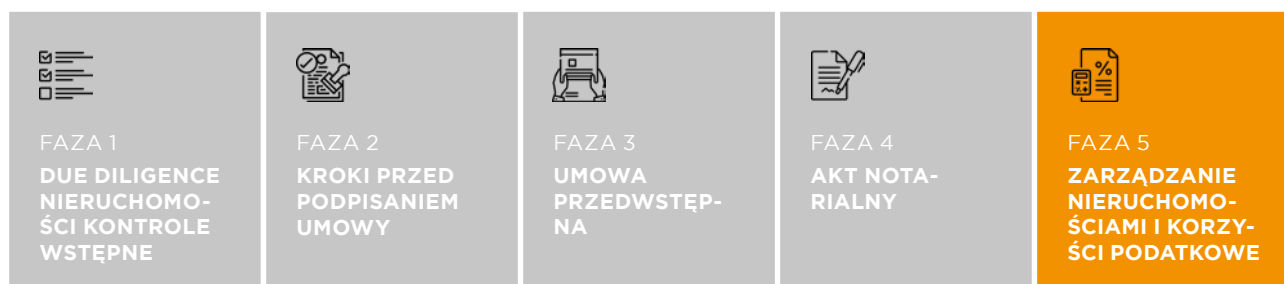 FAZA 1
DUE DILIGENCE
NIERUCHOMO-
ŚCI KONTROLE
WSTĘPNE
FAZA 2
KROKI PRZED
PODPISANIEM
UMOWY
FAZA 3
UMOWA
PRZEDWSTĘP-
NA
FAZA 4
AKT NOTA-
RIALNY
%
FAZA 5
ZARZĄDZANIE
NIERUCHOMO-
ŚCIAMI I KORZY-
ŚCI PODATKOWE